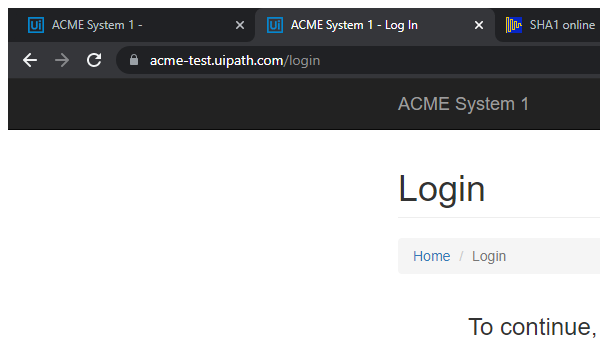 Ui ACME System 1 - Ui ACME System 1 - Log In SHA1 online
acme-test.uipath.com/login
ACME System 1
Login
Home / Login
To continue,